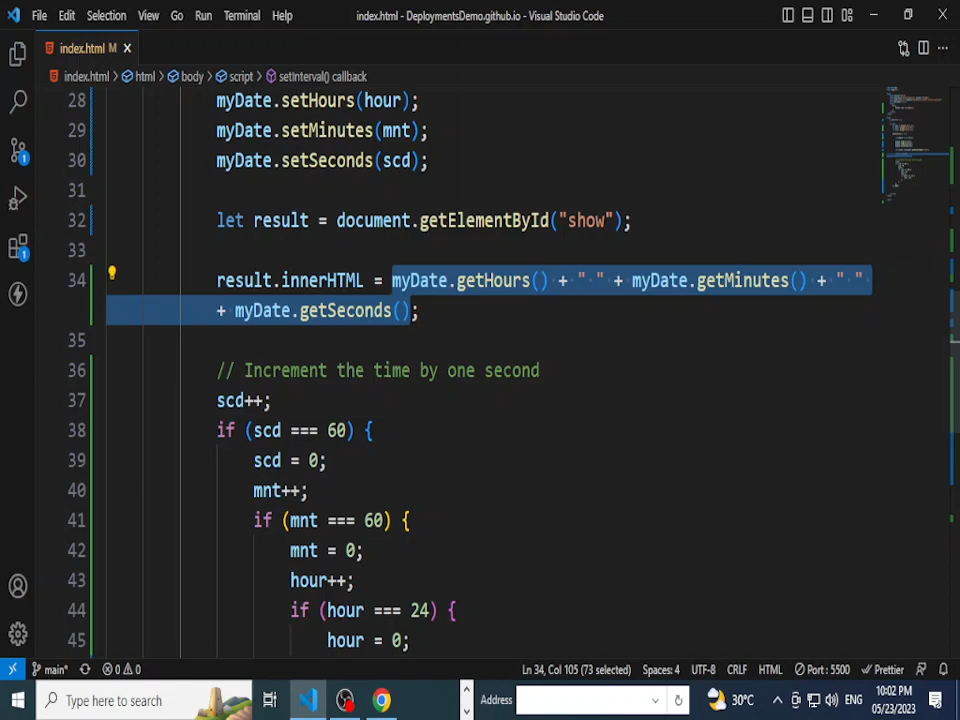 File Edit Selection View Go Run Terminal Help index.html - DeploymentsDemo.github.io - Visual Studio Code
index.html M
index.html > html > body > script > setInterval() callback
28 myDate.setHours(hour);
29 myDate.setMinutes(mnt);
30 myDate.setSeconds(scd);
31
32 let result = document.getElementById("show");
33
34 result.innerHTML = myDate.getHours() + " " + myDate.getMinutes() + " "
+ myDate.getSeconds();
35
36 // Increment the time by one second
37 scd++;
38 if (scd === 60) {
39 scd = 0;
40 mnt++;
41 if (mnt === 60) {
42 mnt = 0;
43 hour++;
44 if (hour === 24) {
45 hour = 0;
1
1
main* 0 0 Ln 34, Col 105 (73 selected) Spaces: 4 UTF-8 CRLF HTML Port : 5500 Prettier
Type here to search Address 30°C ENG 10:02 PM
05/23/2023